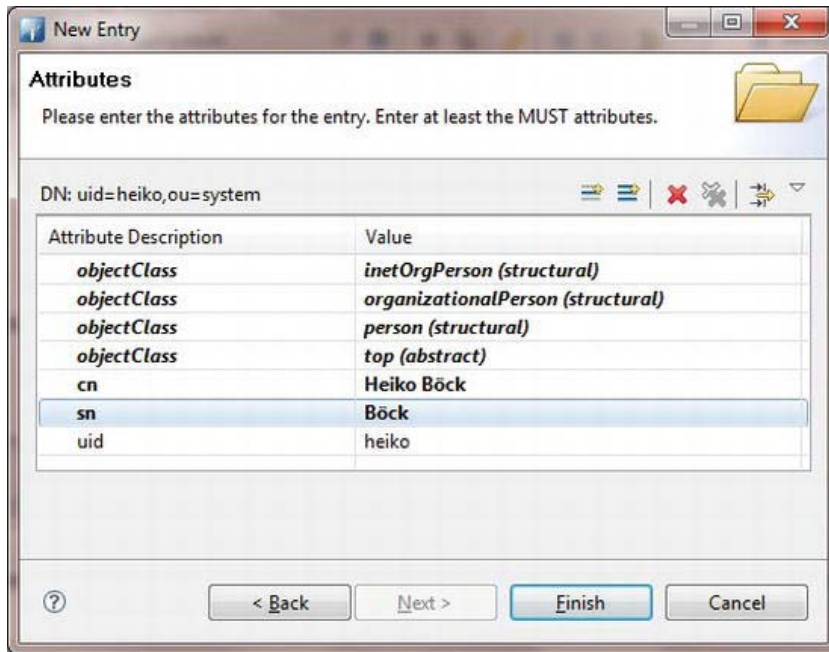 New Entry
Attributes
Please enter the attributes for the entry. Enter at least the MUST attributes.
DN: uid=heiko,ou=system
Attribute Description Value
objectClass inetOrgPerson (structural)
objectClass organizationalPerson (structural)
objectClass person (structural)
objectClass top (abstract)
cn Heiko Böck
sn Böck
uid heiko
? < Back Next > Finish Cancel